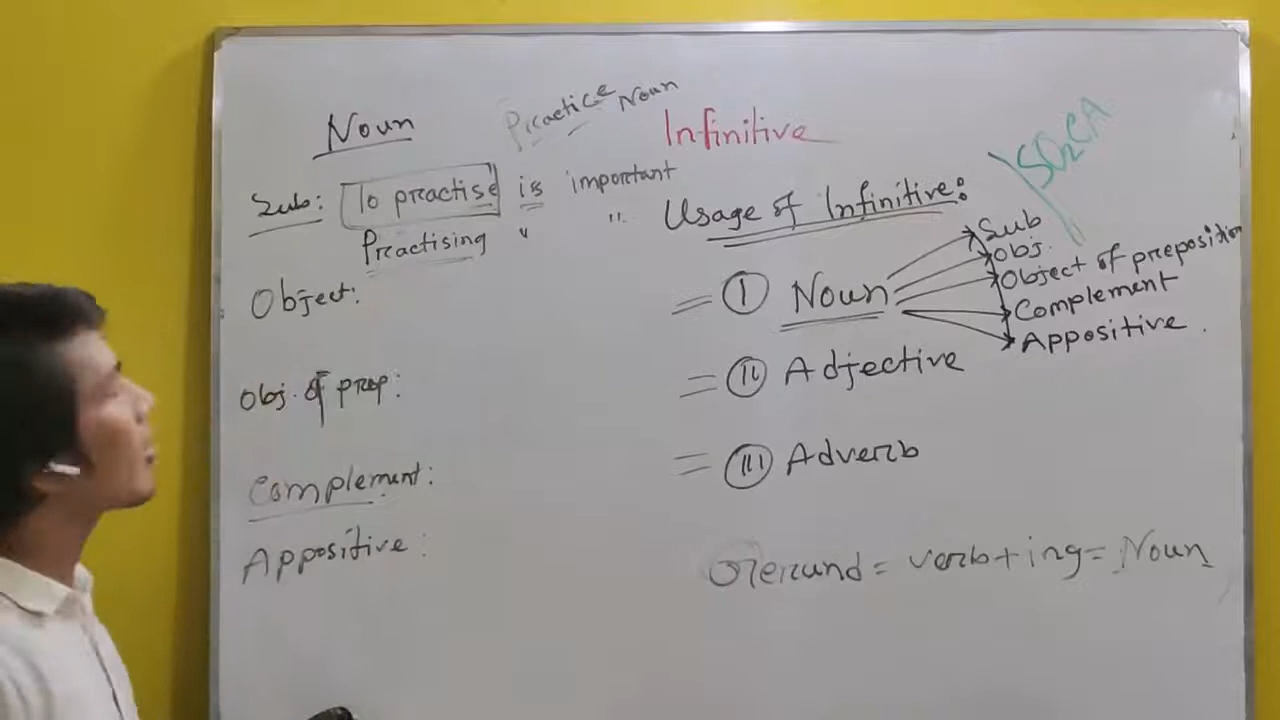 Noun
Practice Noun
Sub: To practise is important
Practising " "
Object:
Obj. of prep:
Complement:
Appositive:
Infinitive
SO2CA
Usage of Infinitive:
= I Noun
Sub
Obj.
Object of preposition
Complement
Appositive.
= II Adjective
= III Adverb
Gerund = verb+ing = Noun